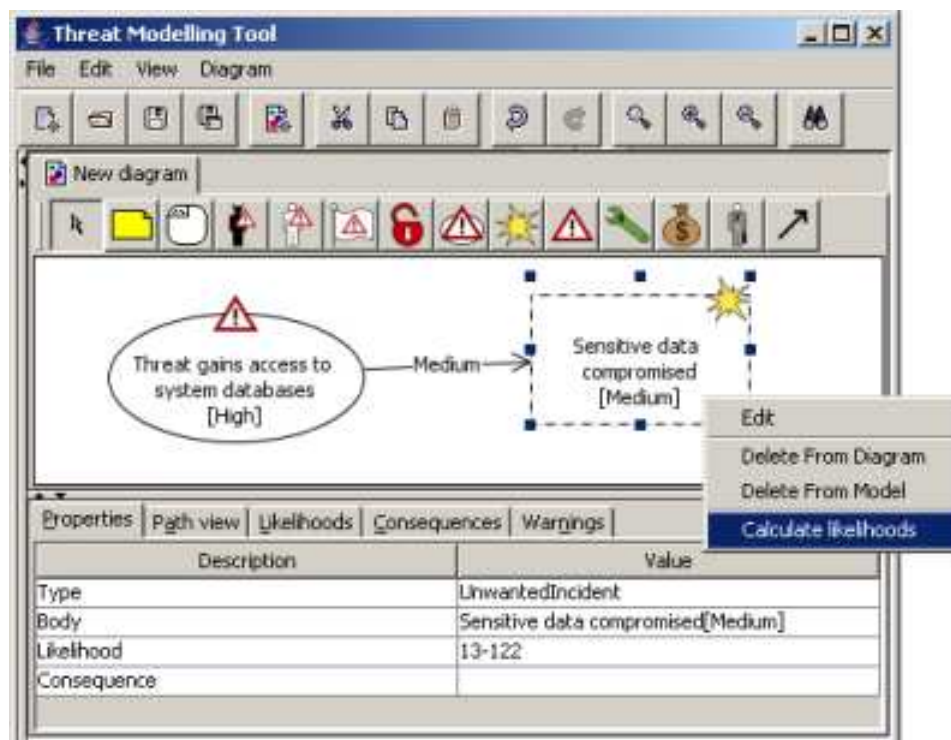 Threat Modelling Tool
File Edit View Diagram
New diagram
Threat gains access to
system databases
[High]
Medium
Sensitive data
compromised
[Medium]
Edit
Delete From Diagram
Delete From Model
Calculate likelihoods
Properties Path view Likelihoods Consequences Warnings
Description Value
Type UnwantedIncident
Body Sensitive data compromised[Medium]
Likelihood 13-122
Consequence